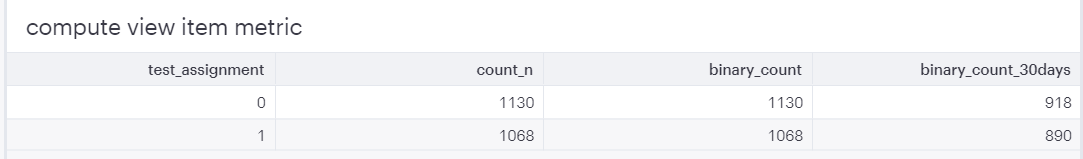 compute view item metric
test_assignment count_n binary_count binary_count_30days
0 1130 1130 918
1 1068 1068 890